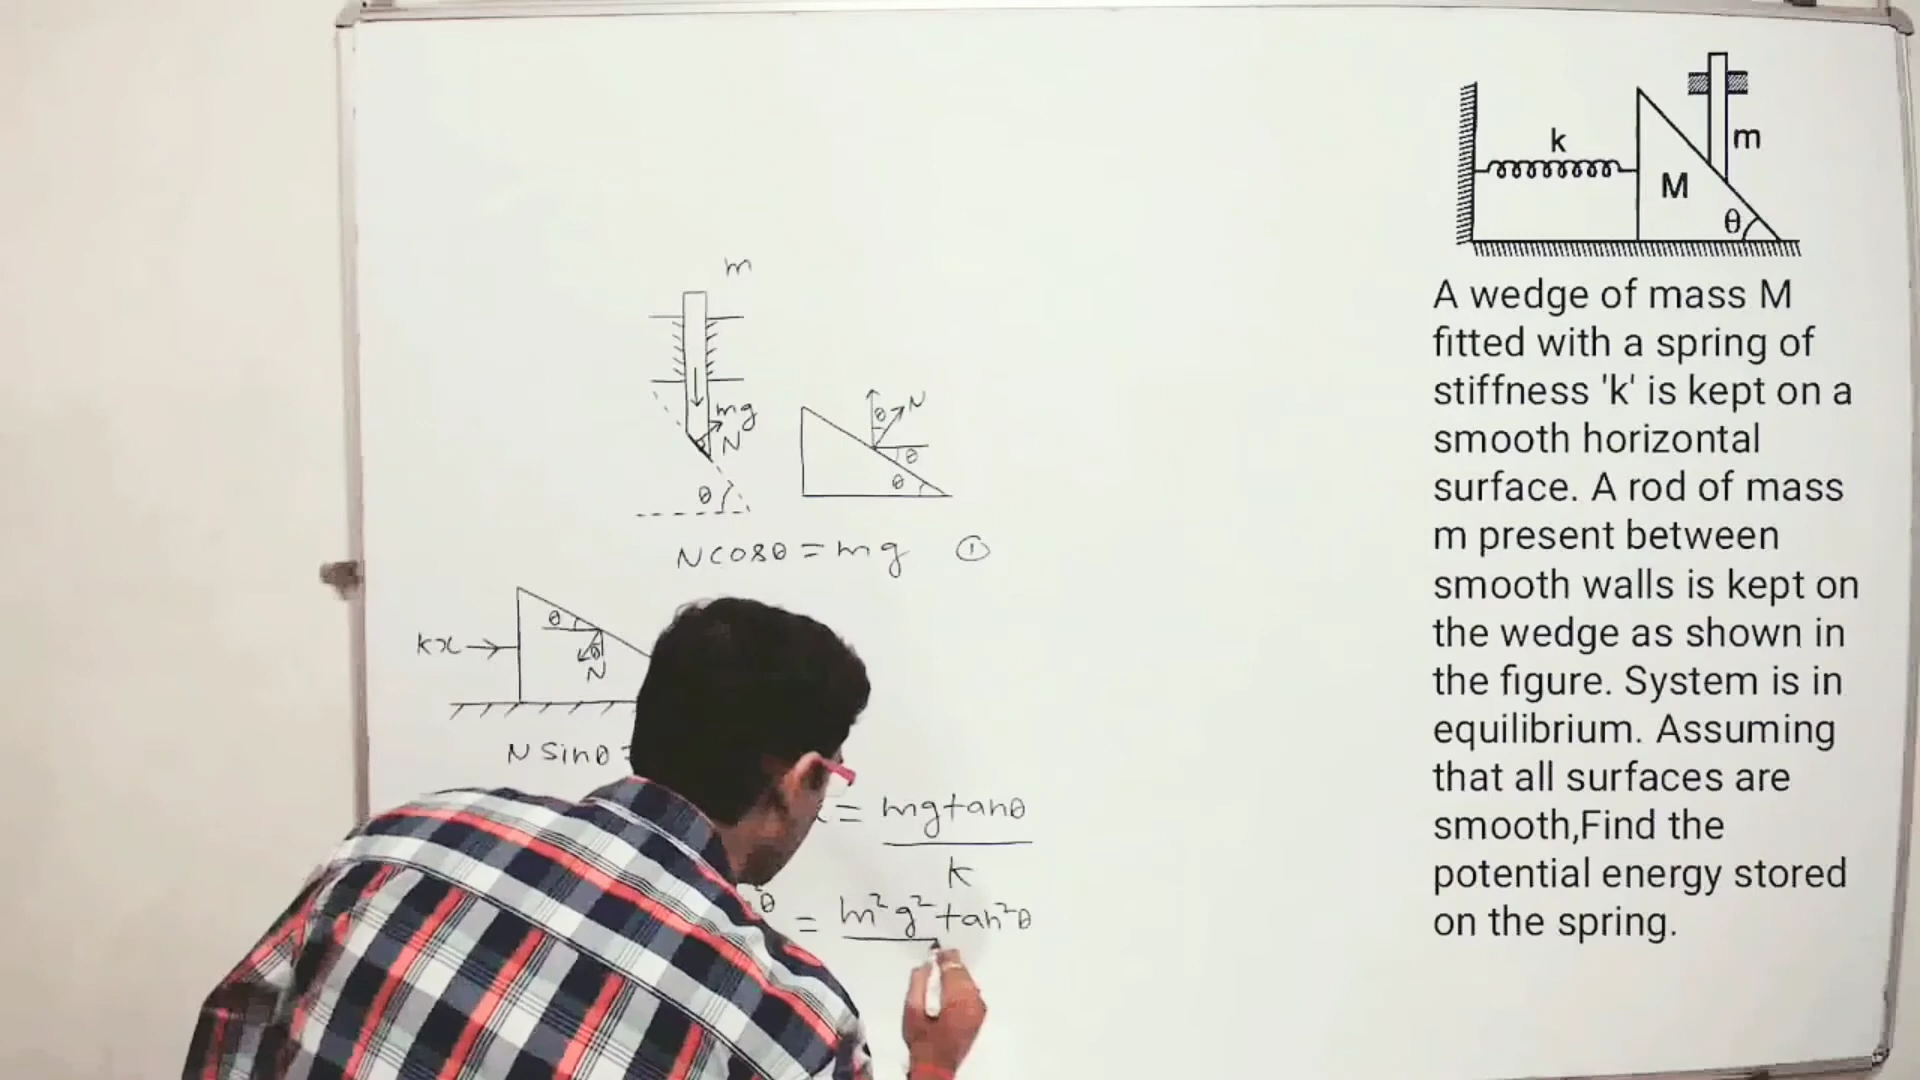 m
mg
N
θ
N
θ
θ
θ
Ncosθ = mg ①
kx
θ
θ
N
N sinθ =
= mgtanθ
k
²θ = m²g²tan²θ
k
m
M
θ
A wedge of mass M
fitted with a spring of
stiffness 'k' is kept on a
smooth horizontal
surface. A rod of mass
m present between
smooth walls is kept on
the wedge as shown in
the figure. System is in
equilibrium. Assuming
that all surfaces are
smooth,Find the
potential energy stored
on the spring.